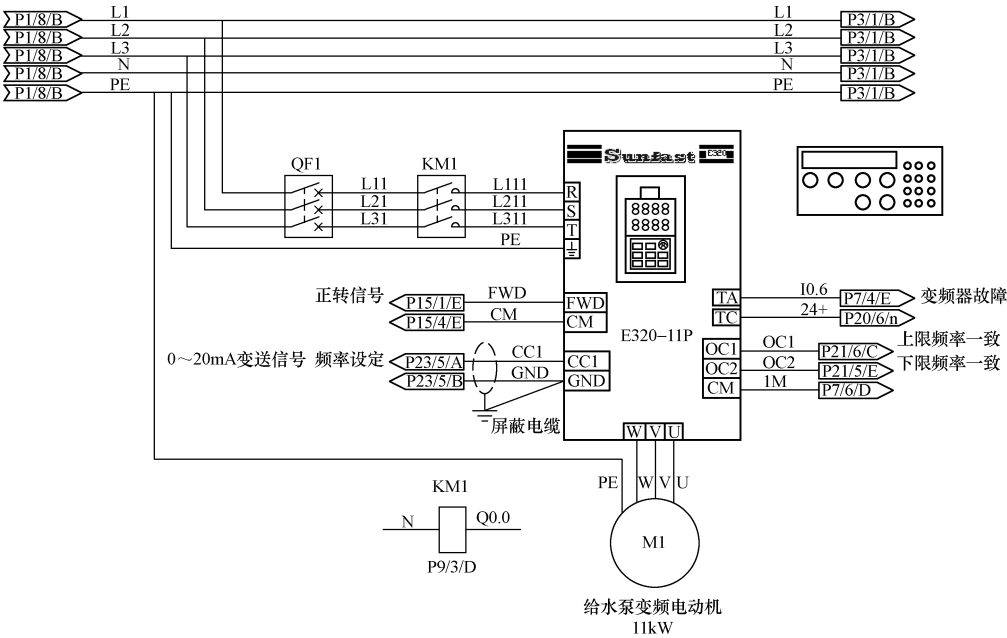 P1/8/B L1 L1 P3/1/B
P1/8/B L2 L2 P3/1/B
P1/8/B L3 L3 P3/1/B
P1/8/B N N P3/1/B
P1/8/B PE PE P3/1/B
QF1 KM1
Sunfast E320
L11 L111 R
L21 L211 S
L31 L311 T
PE
8888
8888
正转信号 P15/1/E FWD FWD
P15/4/E CM CM
E320-11P
TA I0.6 P7/4/E 变频器故障
TC 24+ P20/6/n
上限频率一致
OC1 OC1 P21/6/C
下限频率一致
OC2 OC2 P21/5/E
CM 1M P7/6/D
0～20mA变送信号 频率设定 P23/5/A CC1 CC1
P23/5/B GND GND
屏蔽电缆
W V U
PE W V U
KM1
N Q0.0
P9/3/D
M1
给水泵变频电动机
11kW